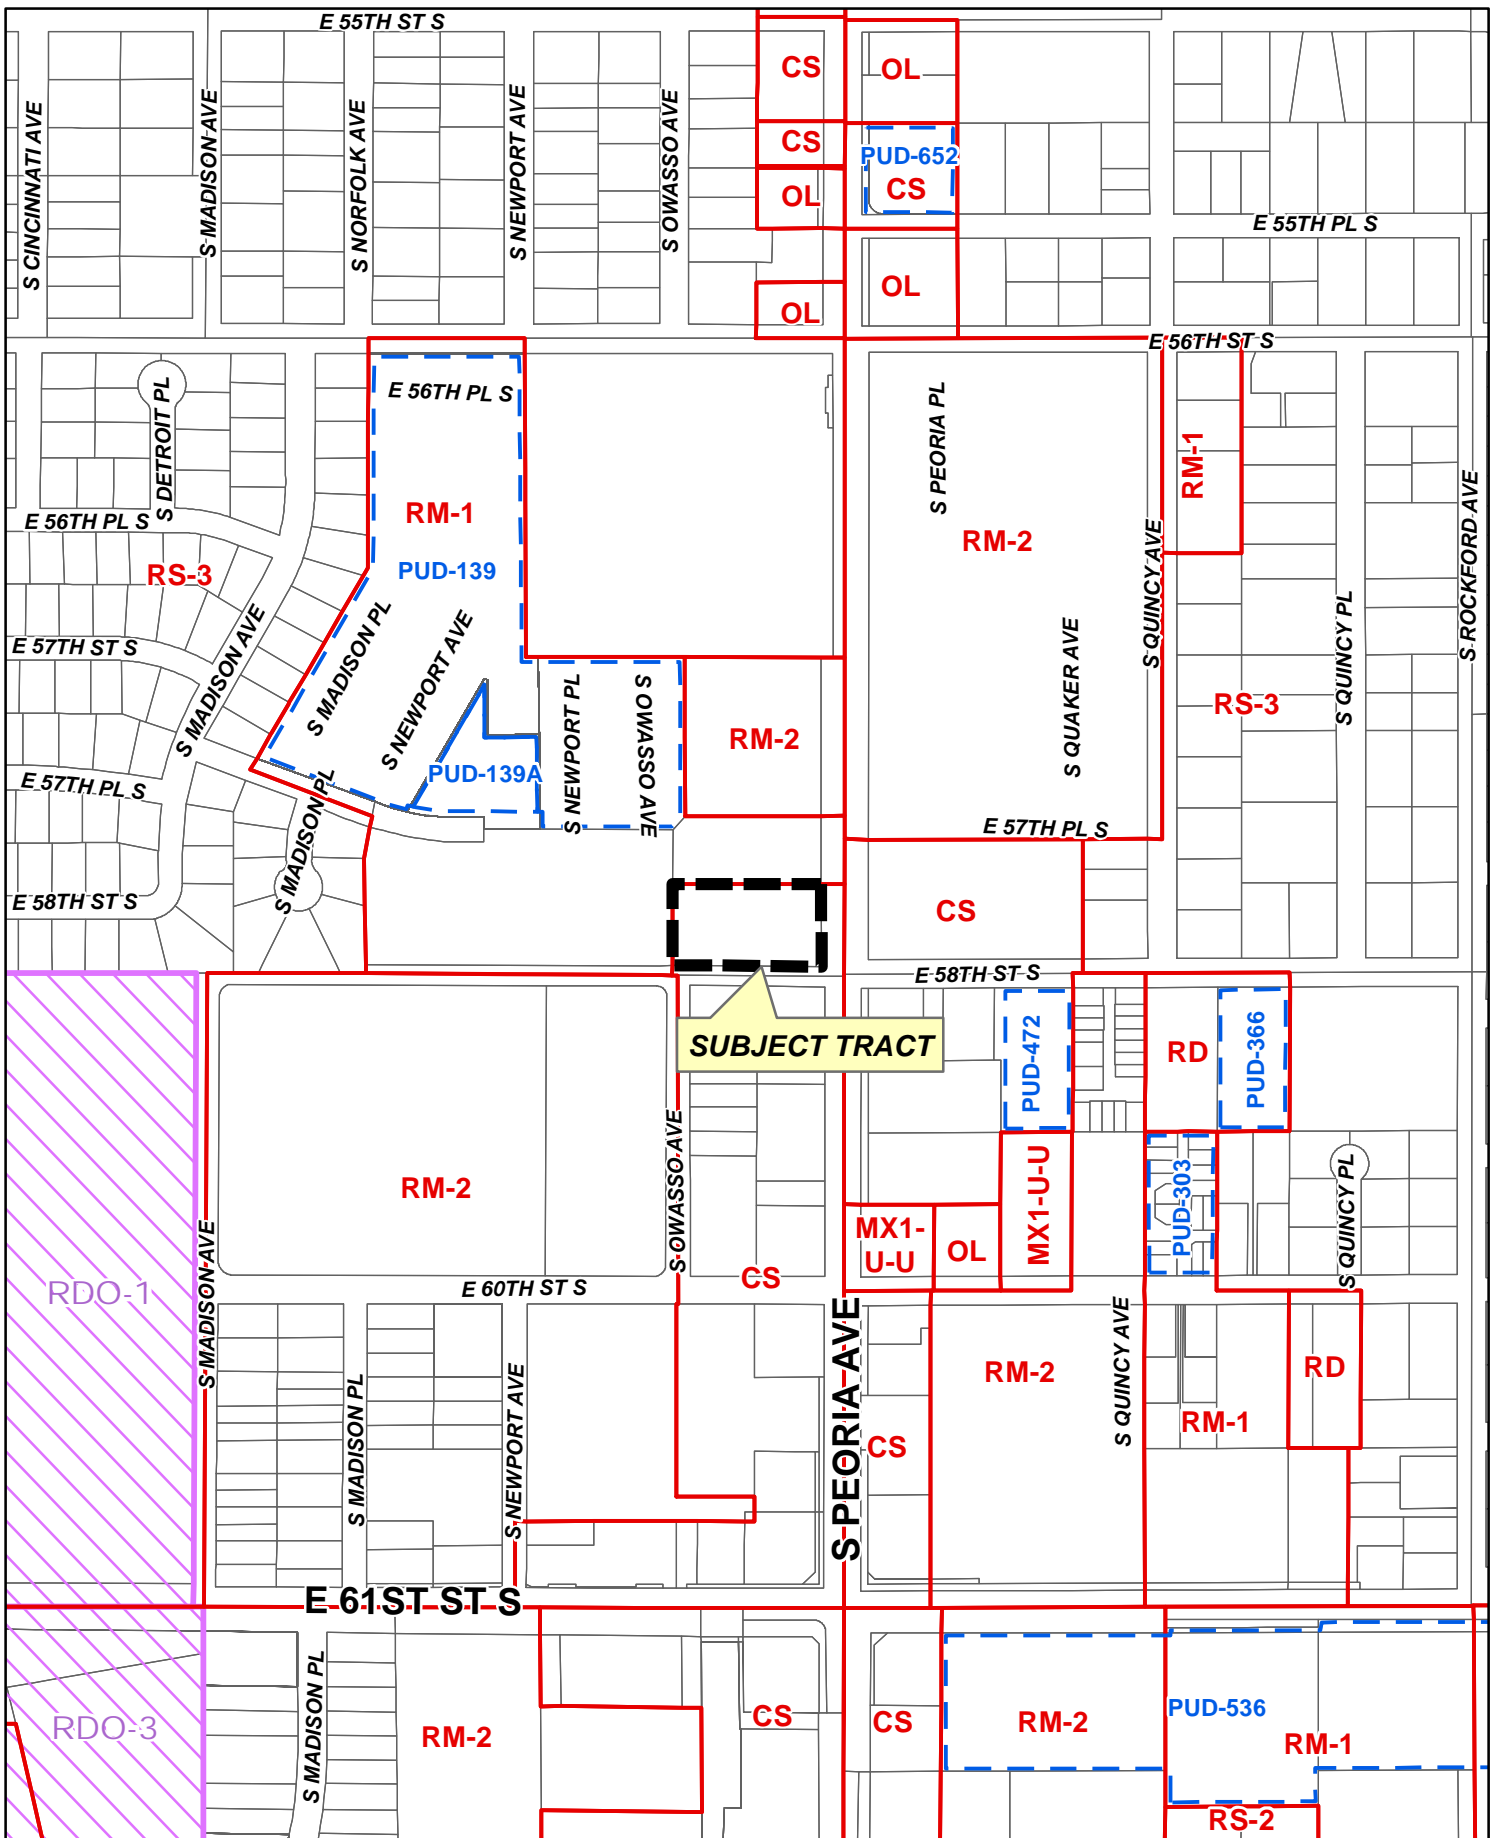 E 55TH ST S
S CINCINNATI AVE
S MADISON AVE
S NORFOLK AVE
S NEWPORT AVE
S OWASSO AVE
CS
OL
CS
PUD-652
CS
OL
E 55TH PL S
OL
OL
E 56TH ST S
S DETROIT PL
E 56TH PL S
S PEORIA PL
RM-1
RM-1
E 56TH PL S
RM-2
S QUINCY AVE
S ROCKFORD AVE
RS-3
PUD-139
S MADISON PL
S NEWPORT AVE
S QUINCY PL
E 57TH ST S
S MADISON AVE
S QUAKER AVE
RS-3
S NEWPORT PL
S OWASSO AVE
RM-2
PUD-139A
E 57TH PL S
S MADISON PL
E 57TH PL S
E 58TH ST S
CS
E 58TH ST S
SUBJECT TRACT
PUD-472
RD
PUD-366
RM-2
S OWASSO AVE
MX1-U-U
PUD-303
S QUINCY PL
MX1-
U-U
OL
S MADISON AVE
RDO-1
E 60TH ST S
CS
S PEORIA AVE
S QUINCY AVE
RM-2
RD
S MADISON PL
S NEWPORT AVE
RM-1
CS
E 61ST ST S
S MADISON PL
RDO-3
RM-2
CS
CS
RM-2
PUD-536
RM-1
RS-2